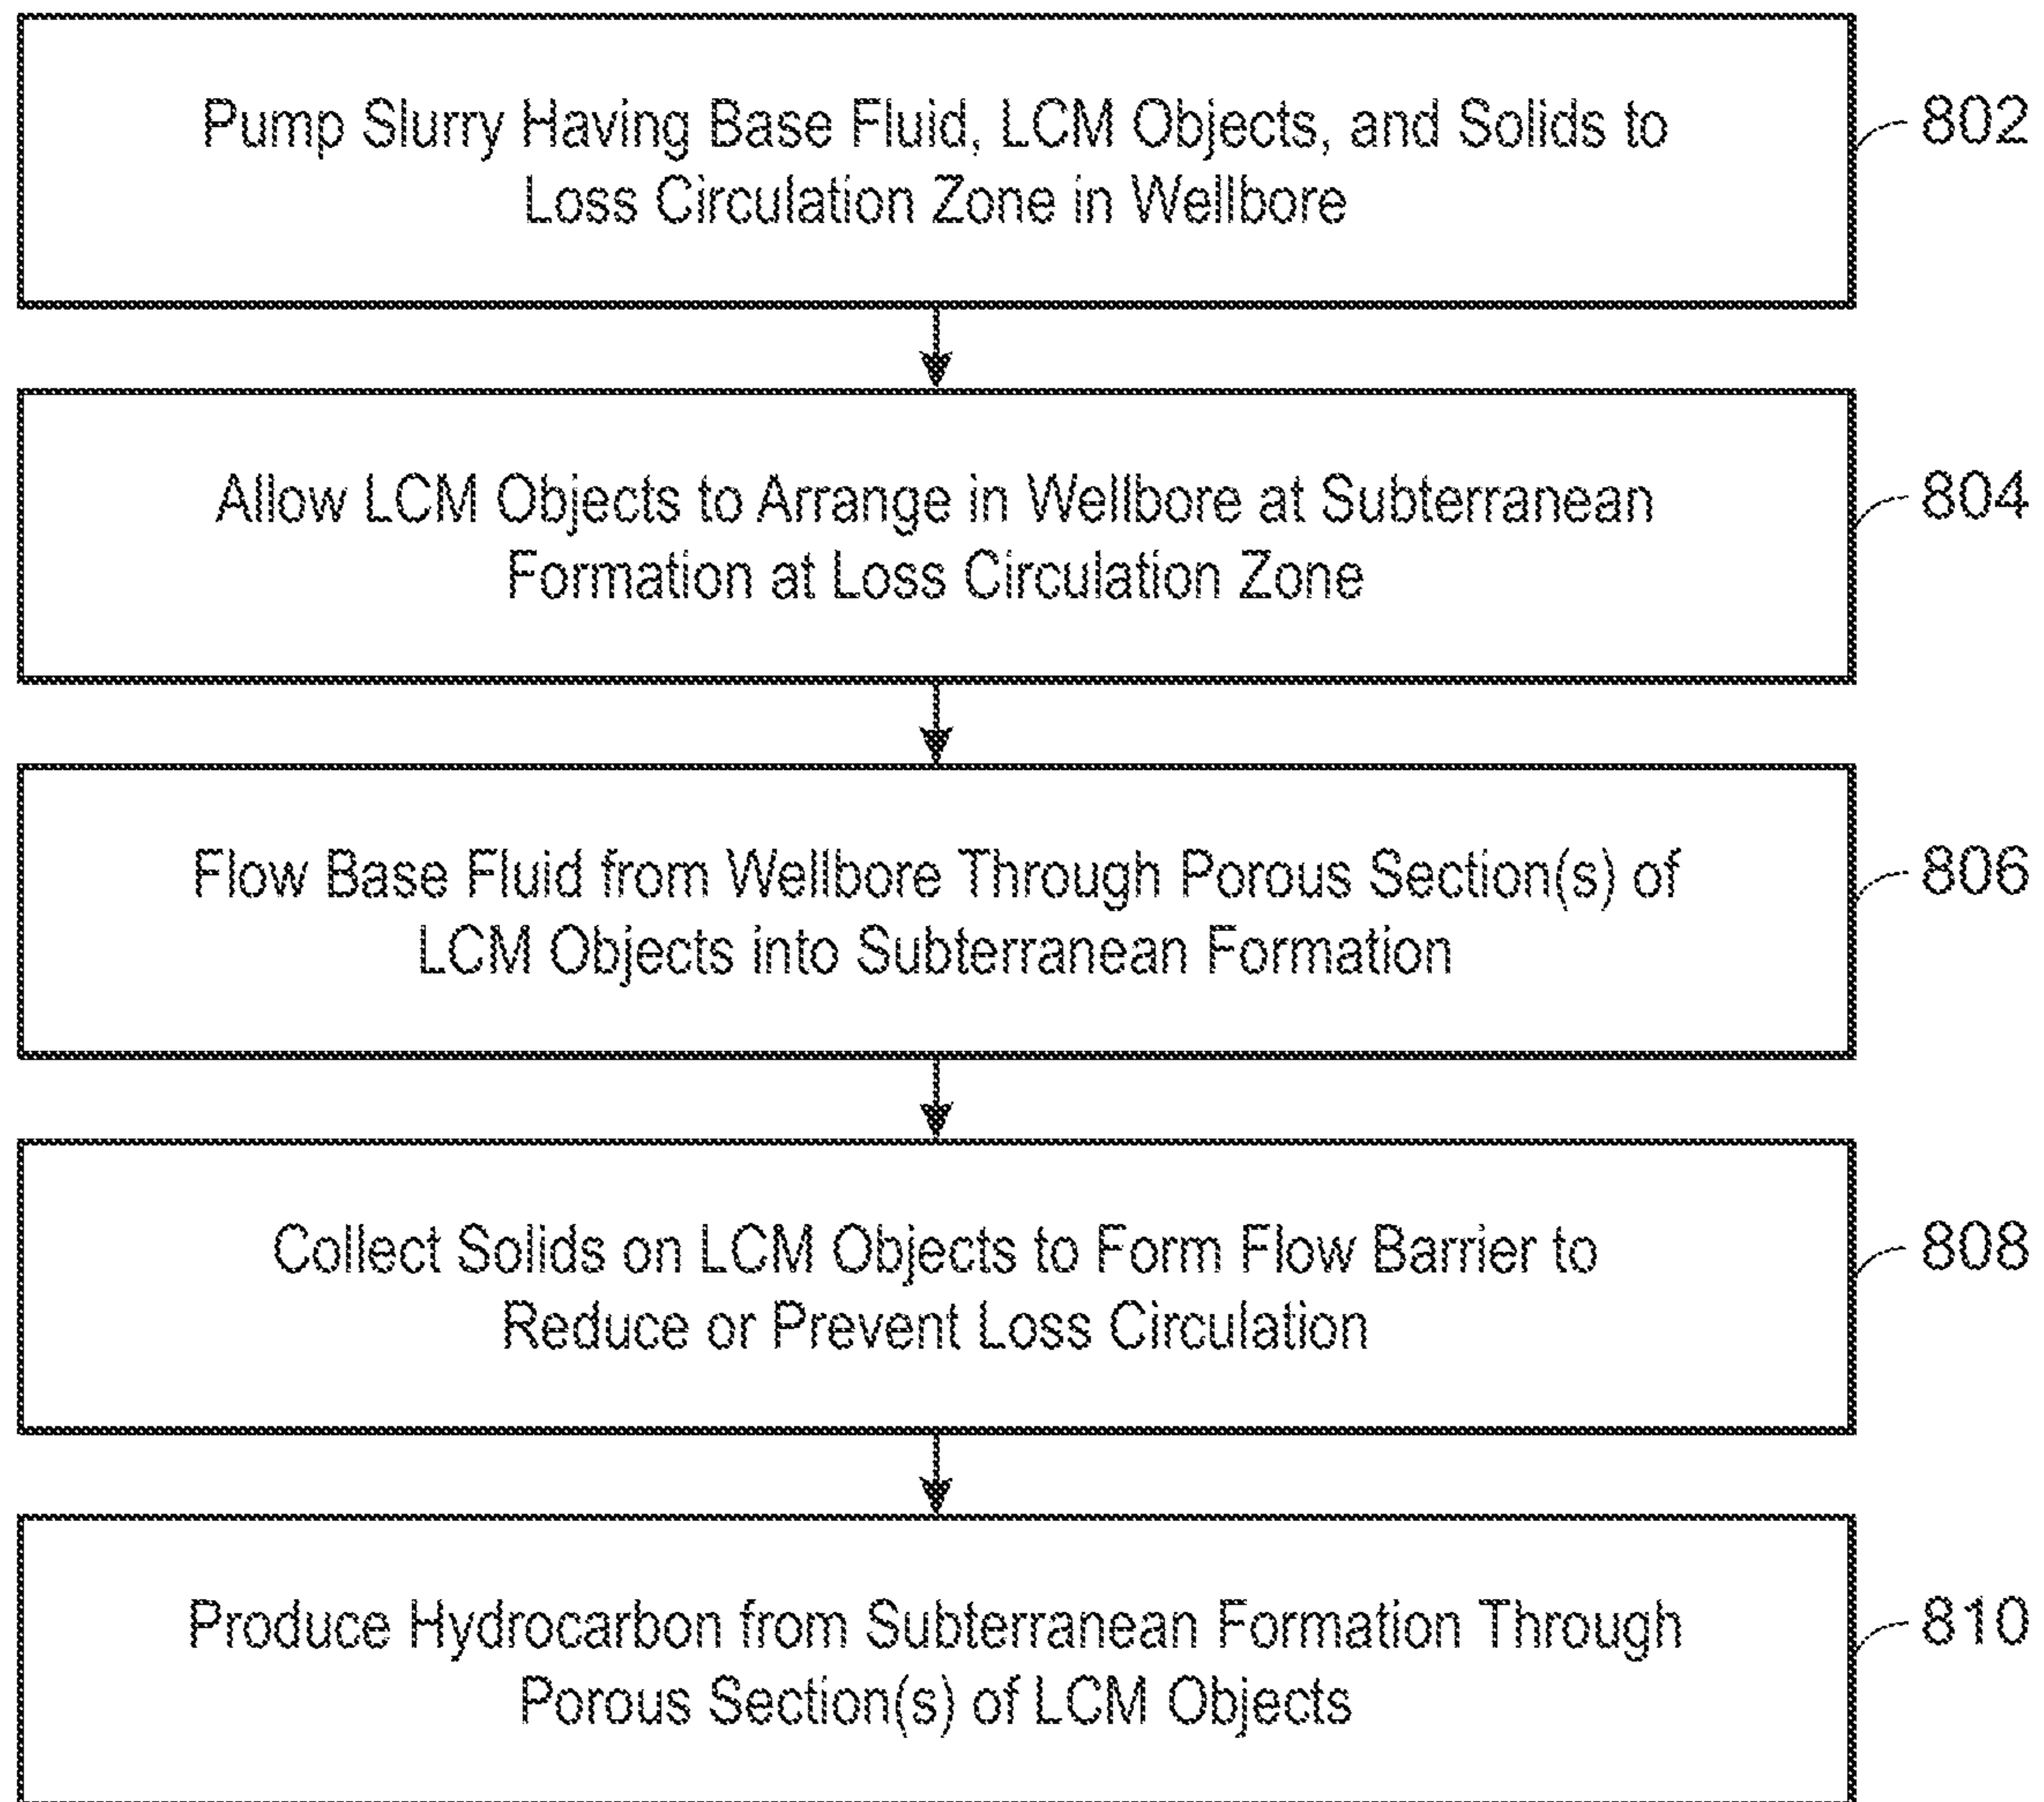 Pump Slurry Having Base Fluid, LCM Objects, and Solids to
Loss Circulation Zone in Wellbore
802
Allow LCM Objects to Arrange in Wellbore at Subterranean
Formation at Loss Circulation Zone
804
Flow Base Fluid from Wellbore Through Porous Section(s) of
LCM Objects into Subterranean Formation
806
Collect Solids on LCM Objects to Form Flow Barrier to
Reduce or Prevent Loss Circulation
808
Produce Hydrocarbon from Subterranean Formation Through
Porous Section(s) of LCM Objects
810